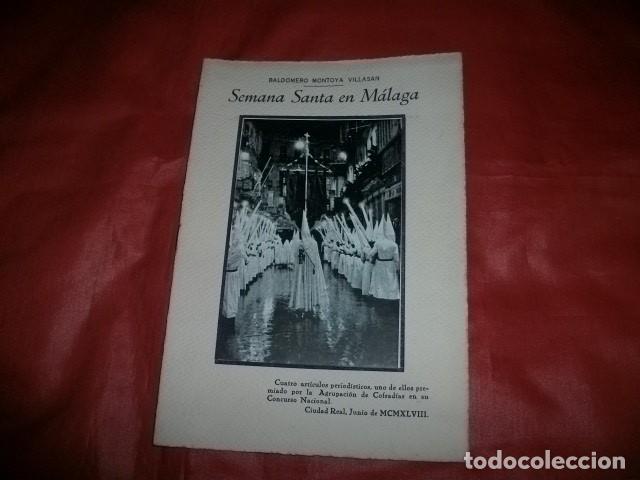 BALDOMERO MONTOYA VILLASAN
Semana Santa en Málaga
Cuatro artículos periodísticos, uno de ellos pre-
miado por la Agrupación de Cofradías en su
Concurso Nacional.
Ciudad Real, Junio de MCMXLVIII.
todocoleccion.net